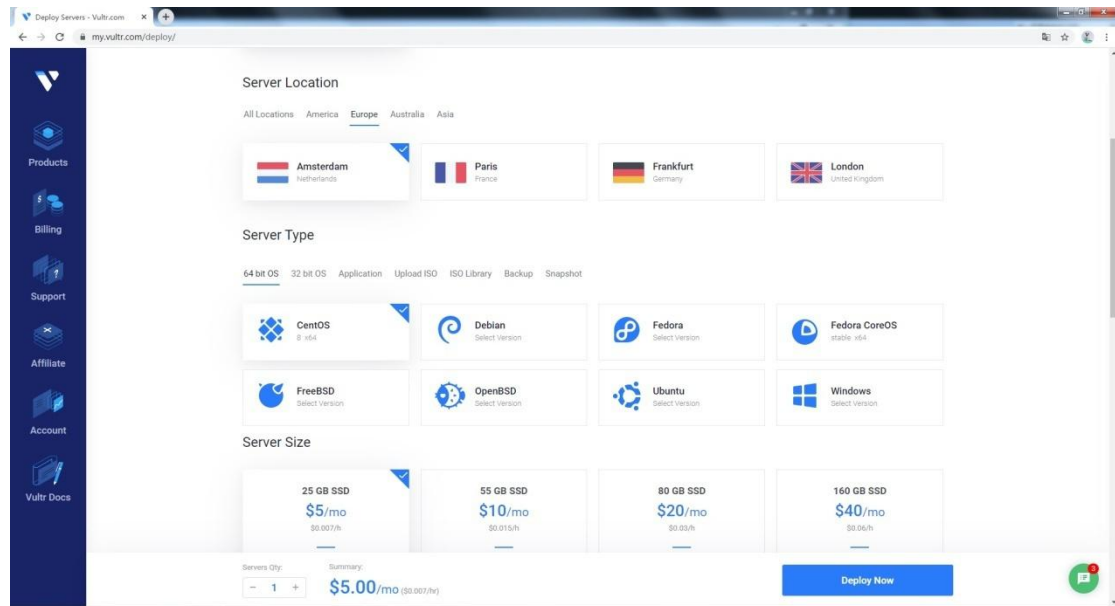 Deploy Servers - Vultr.com
my.vultr.com/deploy/
Products
Billing
Support
Affiliate
Account
Vultr Docs
Server Location
All Locations America Europe Australia Asia
Amsterdam
Netherlands
Paris
France
Frankfurt
Germany
London
United Kingdom
Server Type
64 bit OS 32 bit OS Application Upload ISO ISO Library Backup Snapshot
CentOS
8 x64
Debian
Select Version
Fedora
Select Version
Fedora CoreOS
stable x64
FreeBSD
Select Version
OpenBSD
Select Version
Ubuntu
Select Version
Windows
Select Version
Server Size
25 GB SSD
$5/mo
$0.007/h
55 GB SSD
$10/mo
$0.015/h
80 GB SSD
$20/mo
$0.03/h
160 GB SSD
$40/mo
$0.06/h
Servers Qty:
- 1 +
Summary:
$5.00/mo ($0.007/hr)
Deploy Now
3